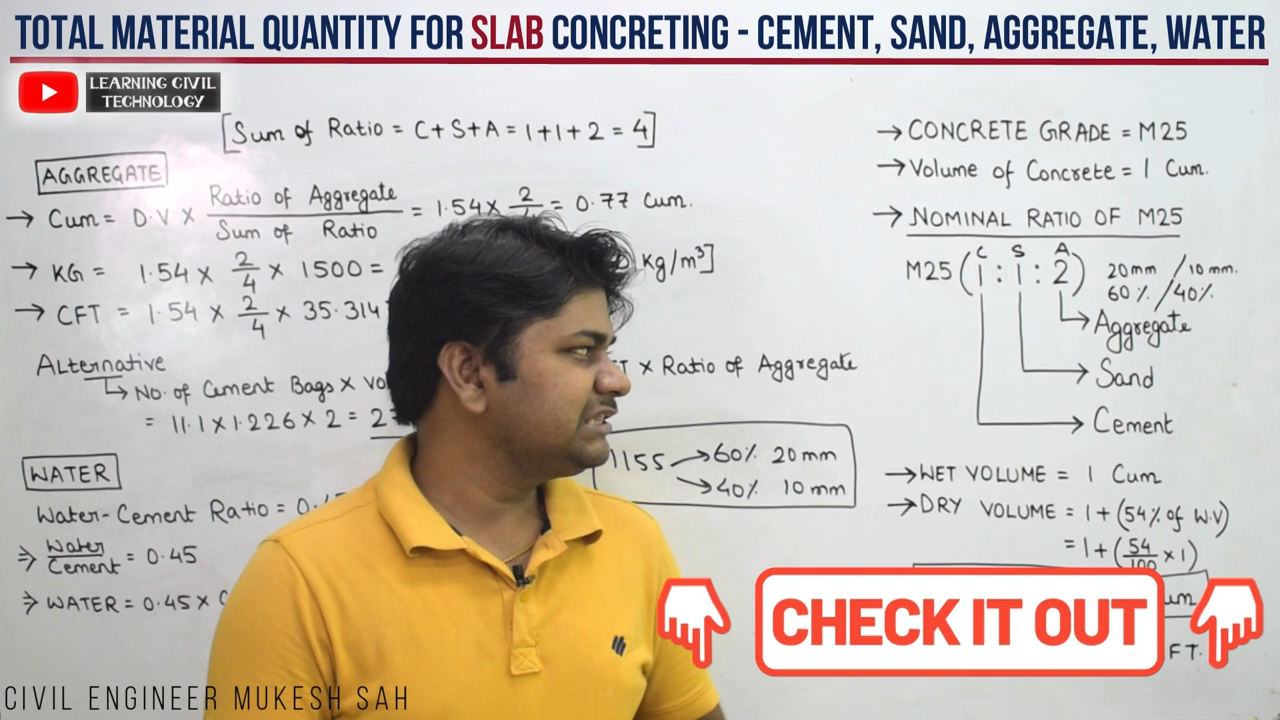 TOTAL MATERIAL QUANTITY FOR SLAB CONCRETING - CEMENT, SAND, AGGREGATE, WATER
LEARNING CIVIL
TECHNOLOGY
[Sum of Ratio = C+S+A = 1+1+2 = 4]
AGGREGATE
→ Cum = D.V × Ratio of Aggregate / Sum of Ratio = 1.54 × 2/ = 0.77 Cum.
→ KG = 1.54 × 2/4 × 1500 = Kg/m³]
→ CFT = 1.54 × 2/4 × 35.314
Alternative
↳ No. of Cement Bags × × Ratio of Aggregate
= 11.1 × 1.226 × 2 =
1155 → 60% 20mm
→ 40% 10mm
WATER
Water-Cement Ratio =
⇒ Water/Cement = 0.45
⇒ WATER = 0.45 ×
→ CONCRETE GRADE = M25
→ Volume of Concrete = 1 Cum.
→ NOMINAL RATIO OF M25
C S A
M25 (1 : 1 : 2) 20mm / 10mm.
60% / 40%
Aggregate
Sand
Cement
→ WET VOLUME = 1 Cum
→ DRY VOLUME = 1 + (54% of W.V)
= 1 + (54/100 × 1)
CHECK IT OUT
CIVIL ENGINEER MUKESH SAH